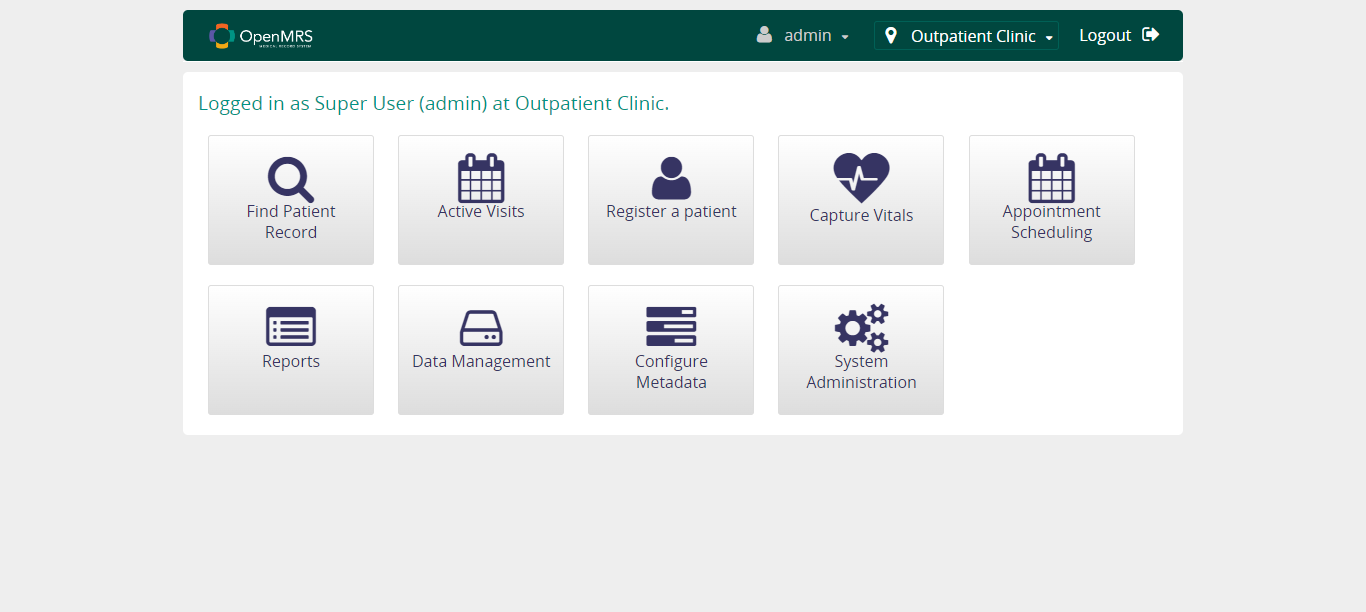 OpenMRS
MEDICAL RECORD SYSTEM
admin
Outpatient Clinic
Logout
Logged in as Super User (admin) at Outpatient Clinic.
Find Patient
Record
Active Visits
Register a patient
Capture Vitals
Appointment
Scheduling
Reports
Data Management
Configure
Metadata
System
Administration